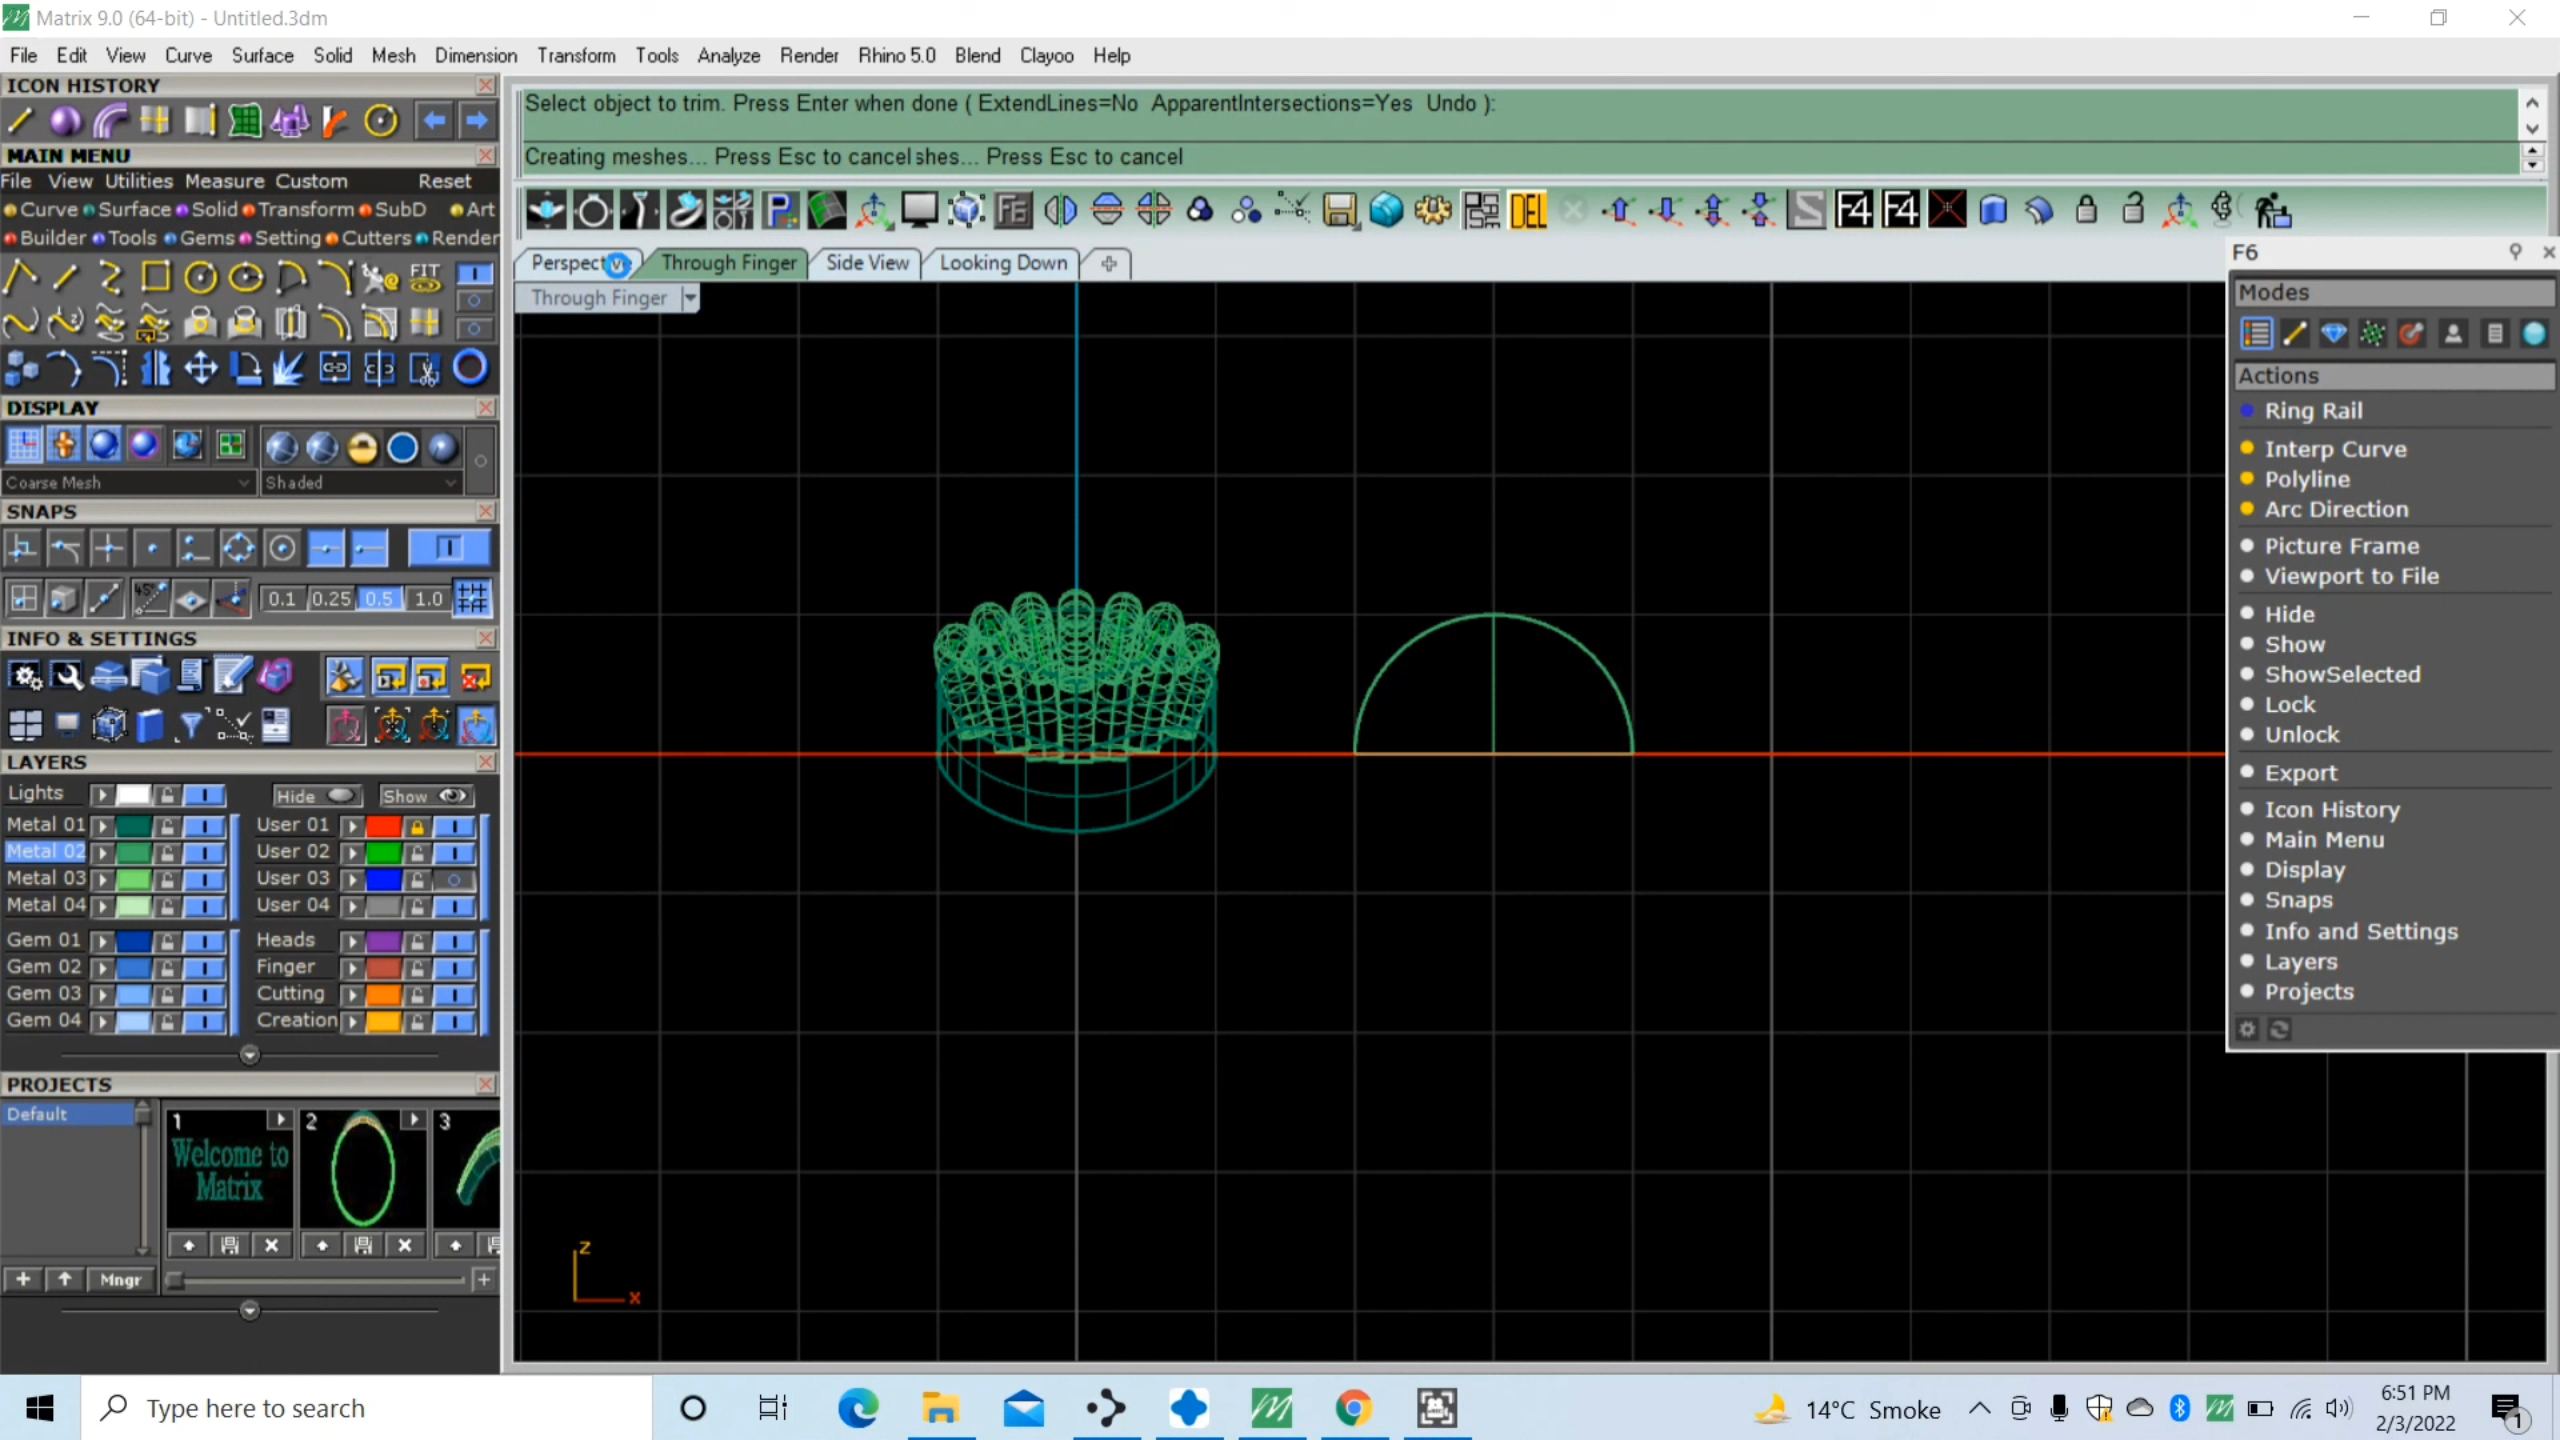 Matrix 9.0 (64-bit) - Untitled.3dm
File Edit View Curve Surface Solid Mesh Dimension Transform Tools Analyze Render Rhino 5.0 Blend Clayoo Help
ICON HISTORY
Select object to trim. Press Enter when done ( ExtendLines=No ApparentIntersections=Yes Undo ):
Creating meshes... Press Esc to cancel shes... Press Esc to cancel
MAIN MENU
File View Utilities Measure Custom Reset
Curve Surface Solid Transform SubD Art
Builder Tools Gems Setting Cutters Render
FIT
DEL F4 F4
Through Finger Side View Looking Down
Through Finger
F6
Modes
Actions
Ring Rail
Interp Curve
Polyline
Arc Direction
Picture Frame
Viewport to File
Hide
Show
ShowSelected
Lock
Unlock
Export
Icon History
Main Menu
Display
Snaps
Info and Settings
Layers
Projects
DISPLAY
Coarse Mesh Shaded
SNAPS
45°
0.1 0.25 0.5 1.0
INFO & SETTINGS
LAYERS
Lights Hide Show
Metal 01 User 01
Metal 02 User 02
Metal 03 User 03
Metal 04 User 04
Gem 01 Heads
Gem 02 Finger
Gem 03 Cutting
Gem 04 Creation
PROJECTS
Default
1 2 3
Welcome to
Matrix
Mngr
z
x
Type here to search
14°C Smoke
6:51 PM
2/3/2022
1